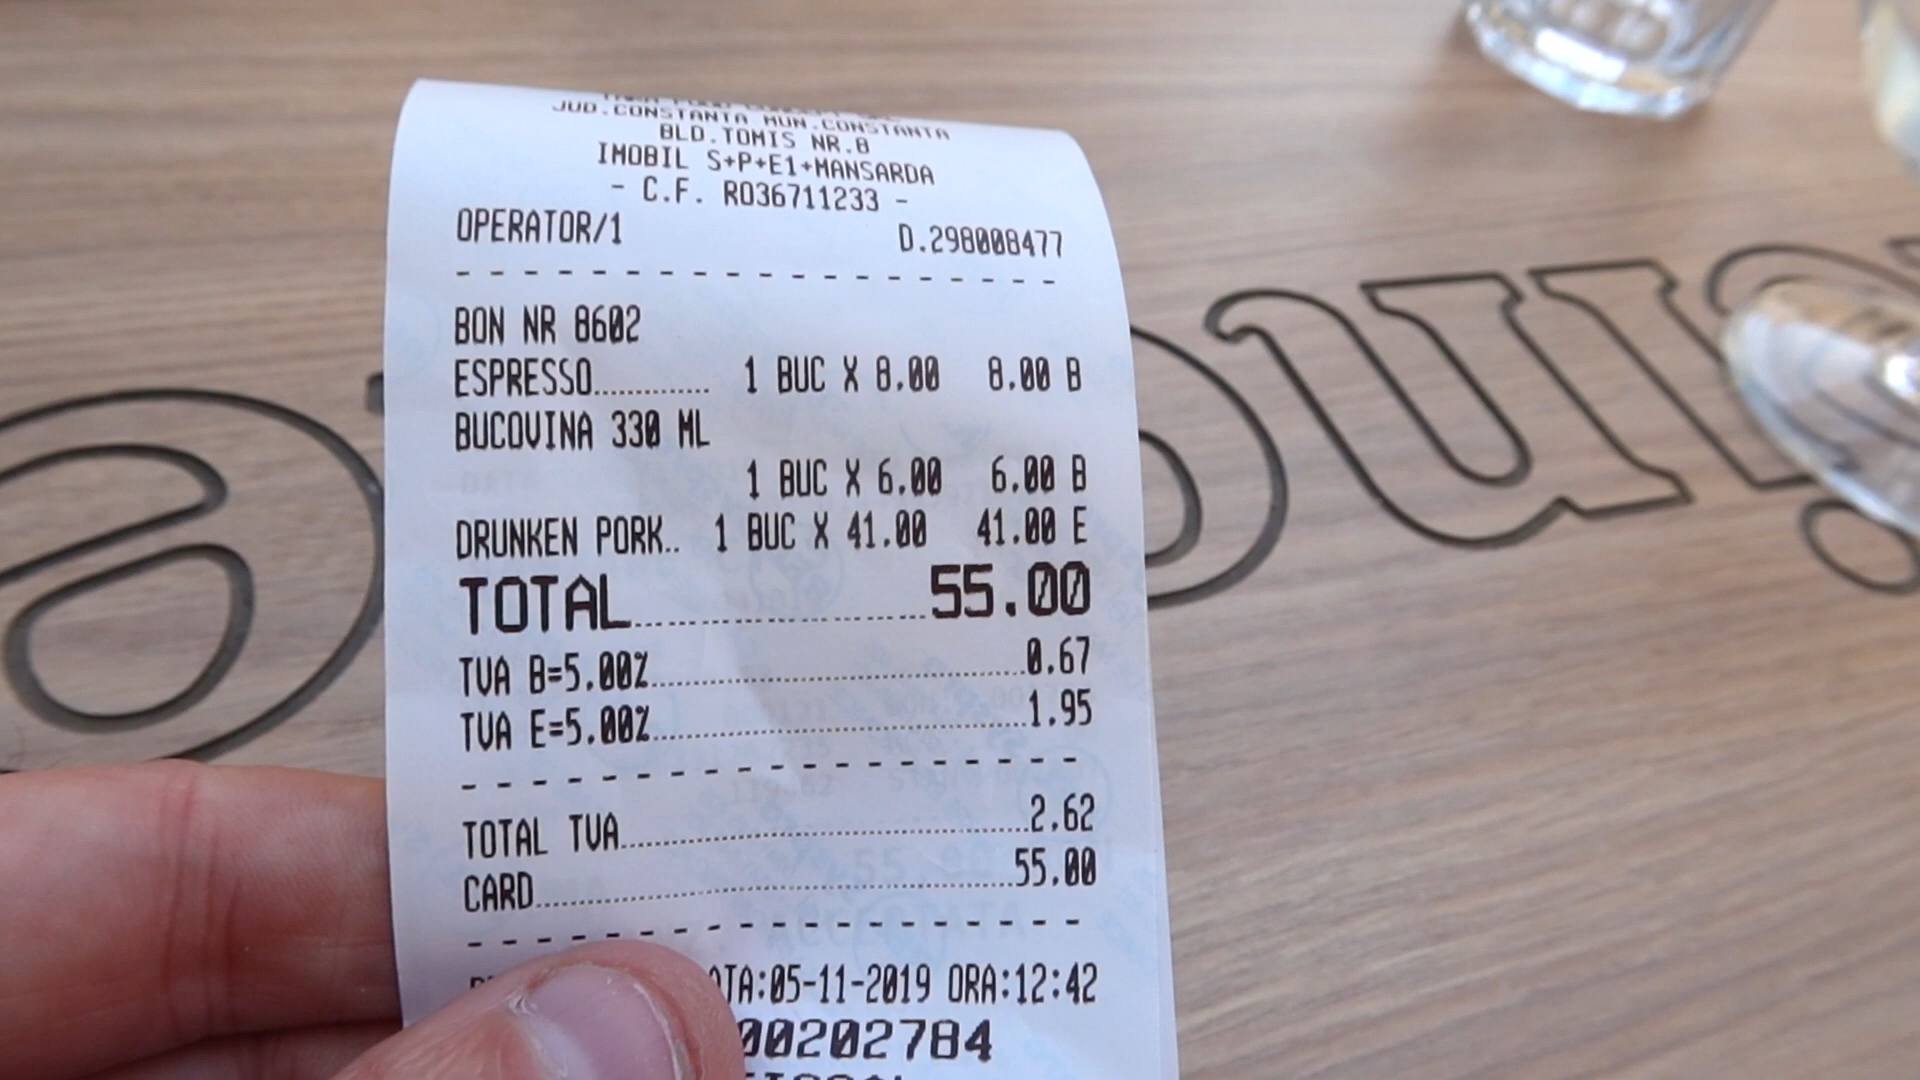 JUD.CONSTANTA MUN.CONSTANTA
BLD.TOMIS NR.8
IMOBIL S+P+E1+MANSARDA
- C.F. RO36711233 -
OPERATOR/1 D.298008477
BON NR 8602
ESPRESSO............ 1 BUC X 8.00 8.00 B
BUCOVINA 330 ML
1 BUC X 6.00 6.00 B
DRUNKEN PORK.. 1 BUC X 41.00 41.00 E
TOTAL..........................55.00
TVA B=5.00%..........................0.67
TVA E=5.00%..........................1.95
TOTAL TVA..........................2.62
CARD..........................55.00
ATA:05-11-2019 ORA:12:42
00202784